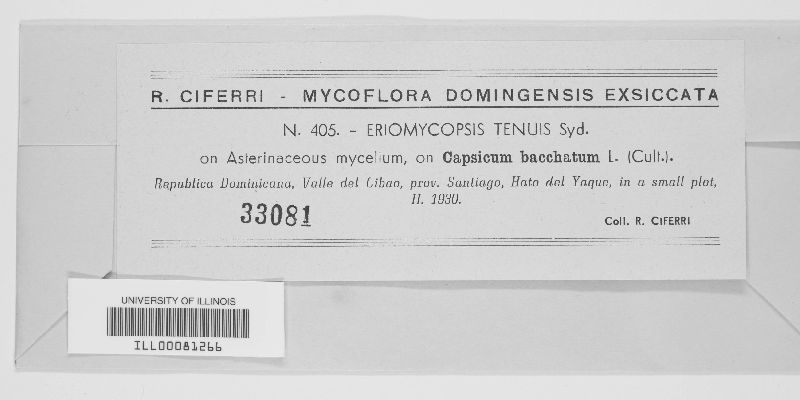 R. CIFERRI - MYCOFLORA DOMINGENSIS EXSICCATA
N. 405. - ERIOMYCOPSIS TENUIS Syd.
on Asterinaceous mycelium, on Capsicum bacchatum L. (Cult.).
Republica Dominicana, Valle del Cibao, prov. Santiago, Hato del Yaque, in a small plot,
II. 1930.
33081
Coll. R. CIFERRI
UNIVERSITY OF ILLINOIS
ILL00081266